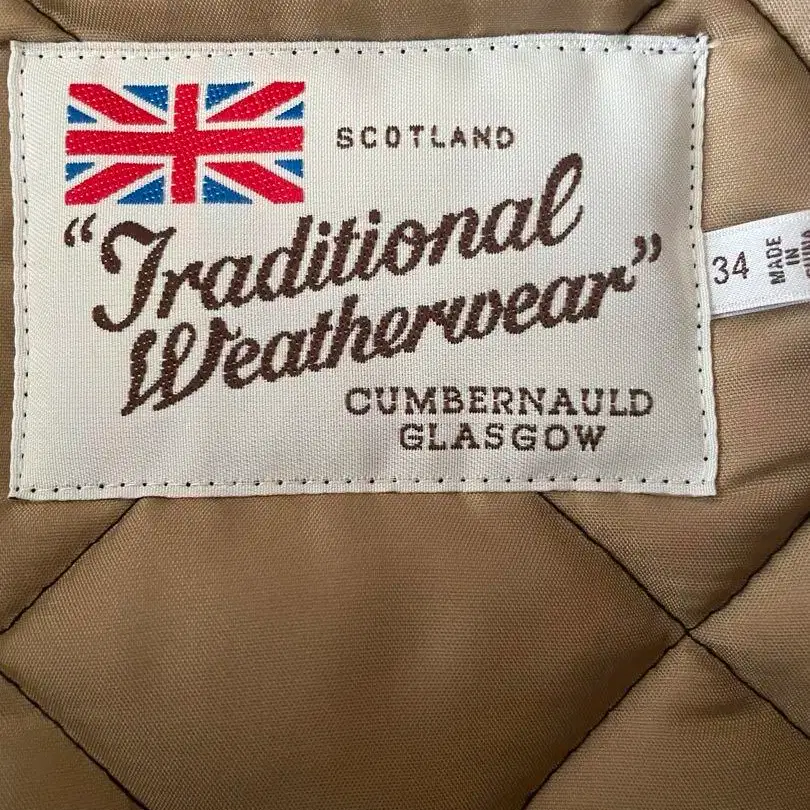 SCOTLAND
"Traditional
Weatherwear"
CUMBERNAULD
GLASGOW
34
MADE
IN